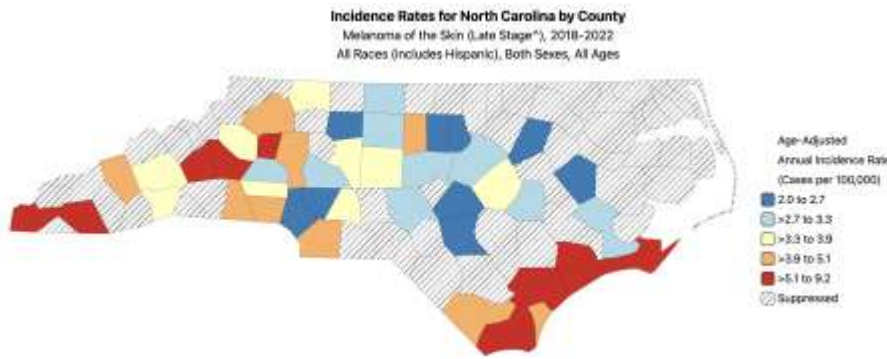 Incidence Rates for North Carolina by County
Melanoma of the Skin (Late Stage^), 2018-2022
All Races (includes Hispanic), Both Sexes, All Ages
Age-Adjusted
Annual Incidence Rate
(Cases per 100,000)
2.0 to 2.7
>2.7 to 3.3
>3.3 to 3.9
>3.9 to 5.1
>5.1 to 9.2
Suppressed